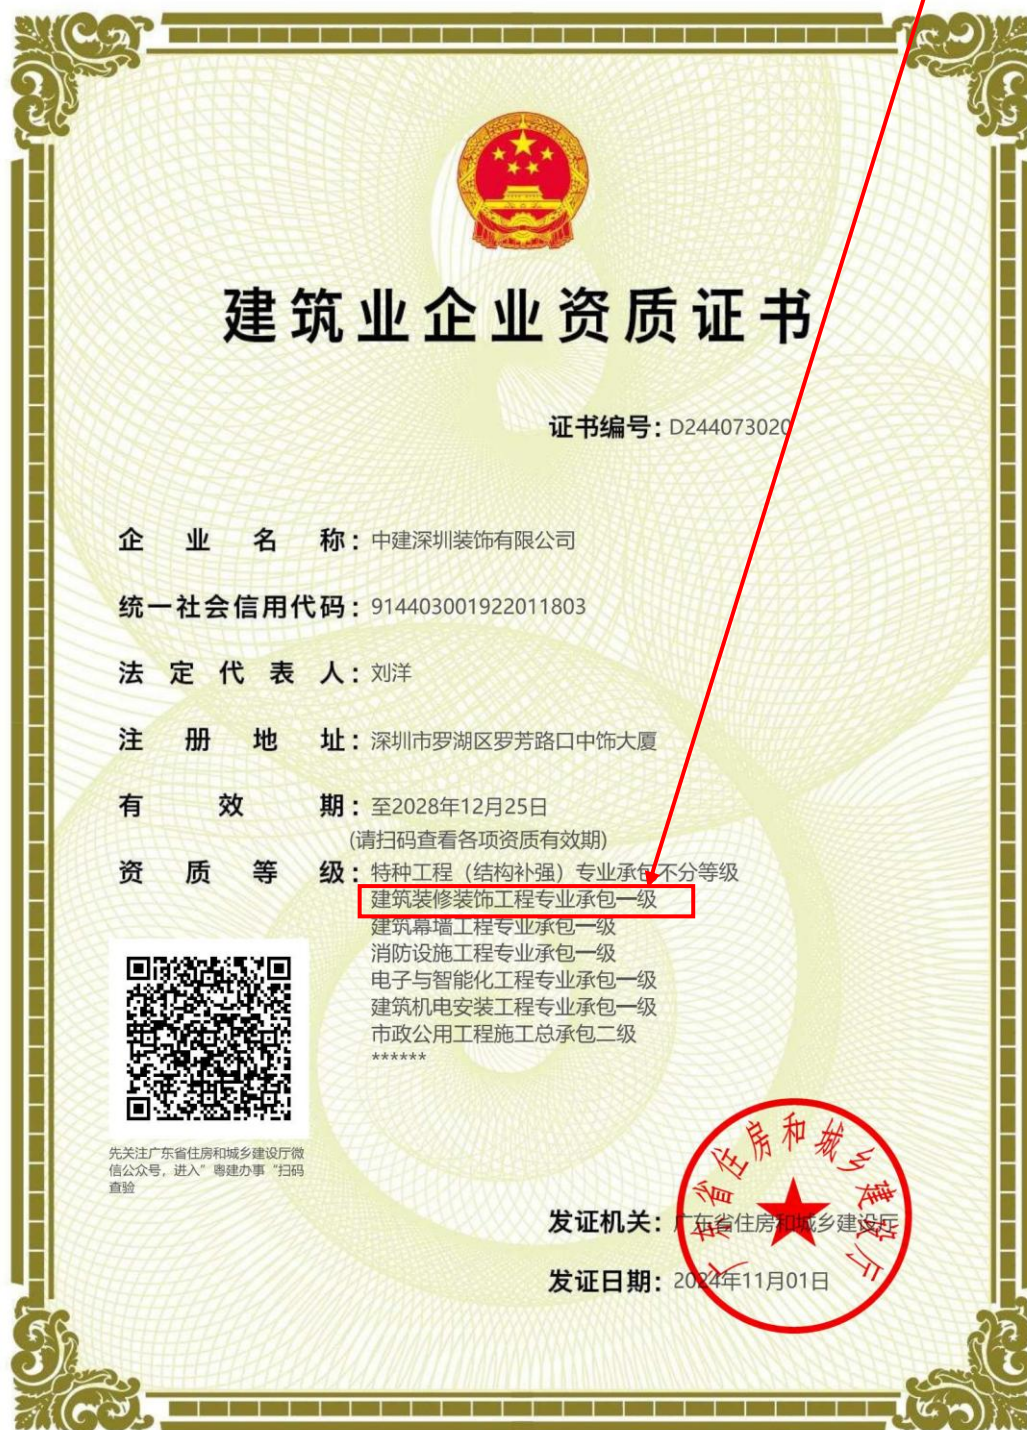 建筑业企业资质证书
证书编号：D244073020
企业名称：中建深圳装饰有限公司
统一社会信用代码：914403001922011803
法定代表人：刘洋
注册地址：深圳市罗湖区罗芳路口中饰大厦
有效期：至2028年12月25日
(请扫码查看各项资质有效期)
资质等级：特种工程（结构补强）专业承包不分等级
建筑装修装饰工程专业承包一级
建筑幕墙工程专业承包一级
消防设施工程专业承包一级
电子与智能化工程专业承包一级
建筑机电安装工程专业承包一级
市政公用工程施工总承包二级
******
先关注广东省住房和城乡建设厅微
信公众号，进入"粤建办事"扫码
查验
广东省住房和城乡建设厅
发证机关：广东省住房和城乡建设厅
发证日期：2024年11月01日